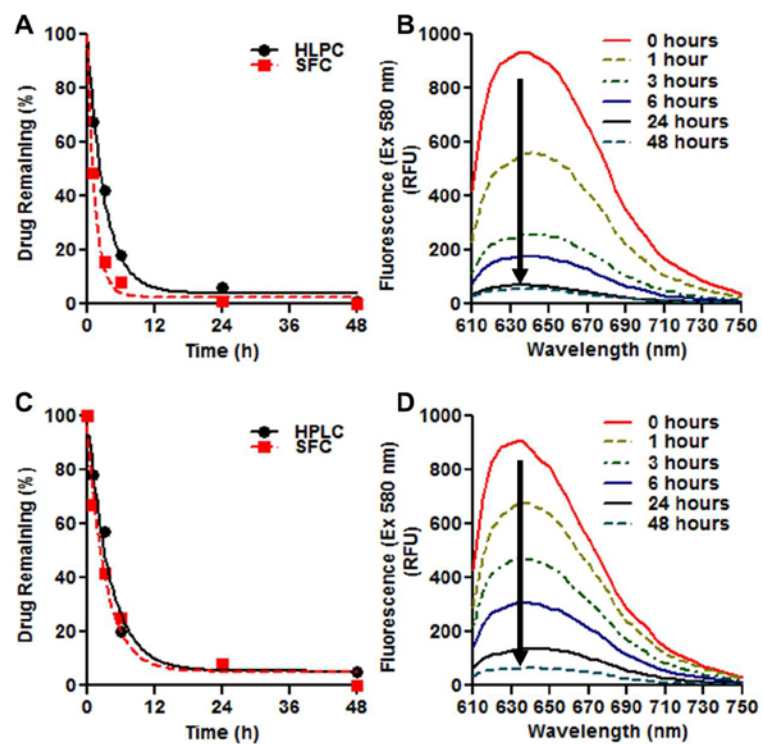 A
Drug Remaining (%)
100
80
60
40
20
0
0 12 24 36 48
Time (h)
HLPC
SFC
B
Fluorescence (Ex 580 nm)
(RFU)
1000
800
600
400
200
0
610 630 650 670 690 710 730 750
Wavelength (nm)
0 hours
1 hour
3 hours
6 hours
24 hours
48 hours
C
Drug Remaining (%)
100
80
60
40
20
0
0 12 24 36 48
Time (h)
HPLC
SFC
D
Fluorescence (Ex 580 nm)
(RFU)
1000
800
600
400
200
0
610 630 650 670 690 710 730 750
Wavelength (nm)
0 hours
1 hour
3 hours
6 hours
24 hours
48 hours